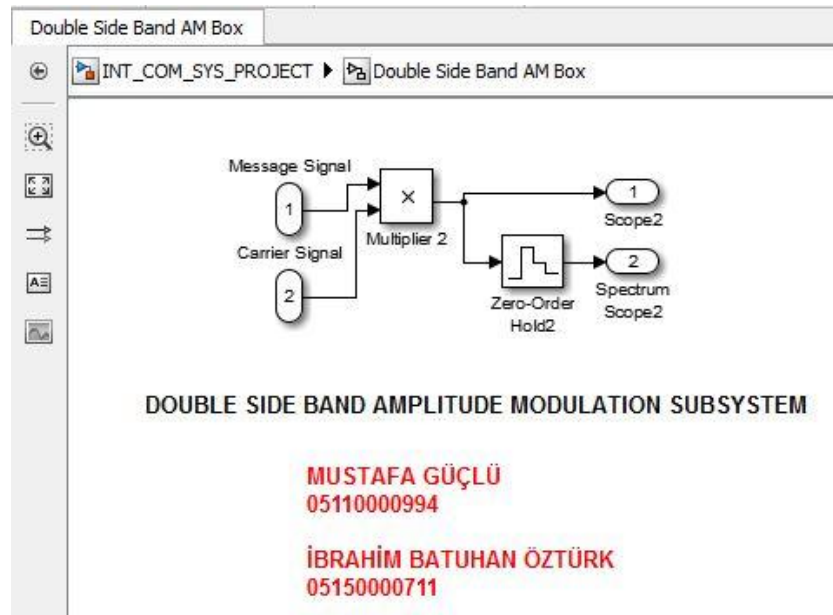 Double Side Band AM Box
INT_COM_SYS_PROJECT Double Side Band AM Box
Message Signal
1
×
Multiplier 2
1
Scope2
Carrier Signal
2
Zero-Order
Hold2
2
Spectrum
Scope2
DOUBLE SIDE BAND AMPLITUDE MODULATION SUBSYSTEM
MUSTAFA GÜÇLÜ
05110000994
İBRAHİM BATUHAN ÖZTÜRK
05150000711